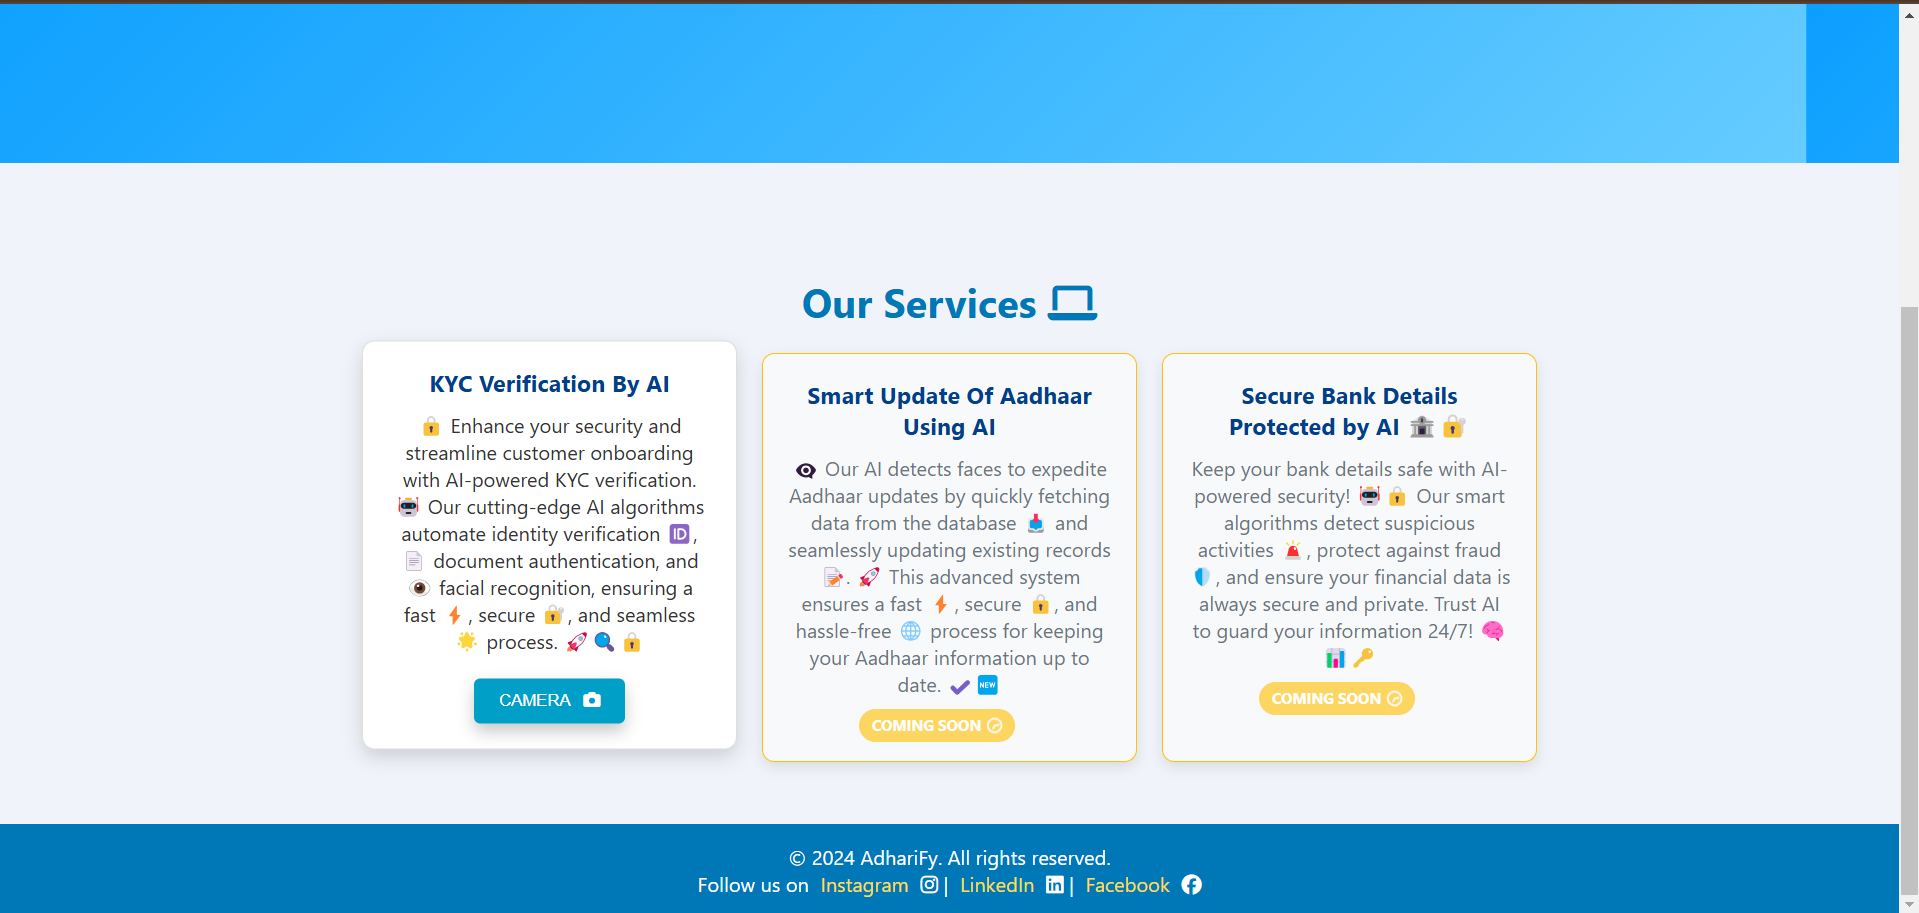 Our Services
KYC Verification By AI
🔒 Enhance your security and
streamline customer onboarding
with AI-powered KYC verification.
🤖 Our cutting-edge AI algorithms
automate identity verification 🆔,
📄 document authentication, and
👁️ facial recognition, ensuring a
fast ⚡, secure 🔐, and seamless
🌟 process. 🚀 🔍 🔒
CAMERA
Smart Update Of Aadhaar
Using AI
👁 Our AI detects faces to expedite
Aadhaar updates by quickly fetching
data from the database 📥 and
seamlessly updating existing records
📝. 🚀 This advanced system
ensures a fast ⚡, secure 🔒, and
hassle-free 🌐 process for keeping
your Aadhaar information up to
date. ✔ 🆕
COMING SOON
Secure Bank Details
Protected by AI 🏦 🔐
Keep your bank details safe with AI-
powered security! 🤖 🔒 Our smart
algorithms detect suspicious
activities 🚨, protect against fraud
🛡️, and ensure your financial data is
always secure and private. Trust AI
to guard your information 24/7! 🧠
📊 🔑
COMING SOON
© 2024 AdhariFy. All rights reserved.
Follow us on Instagram | LinkedIn | Facebook